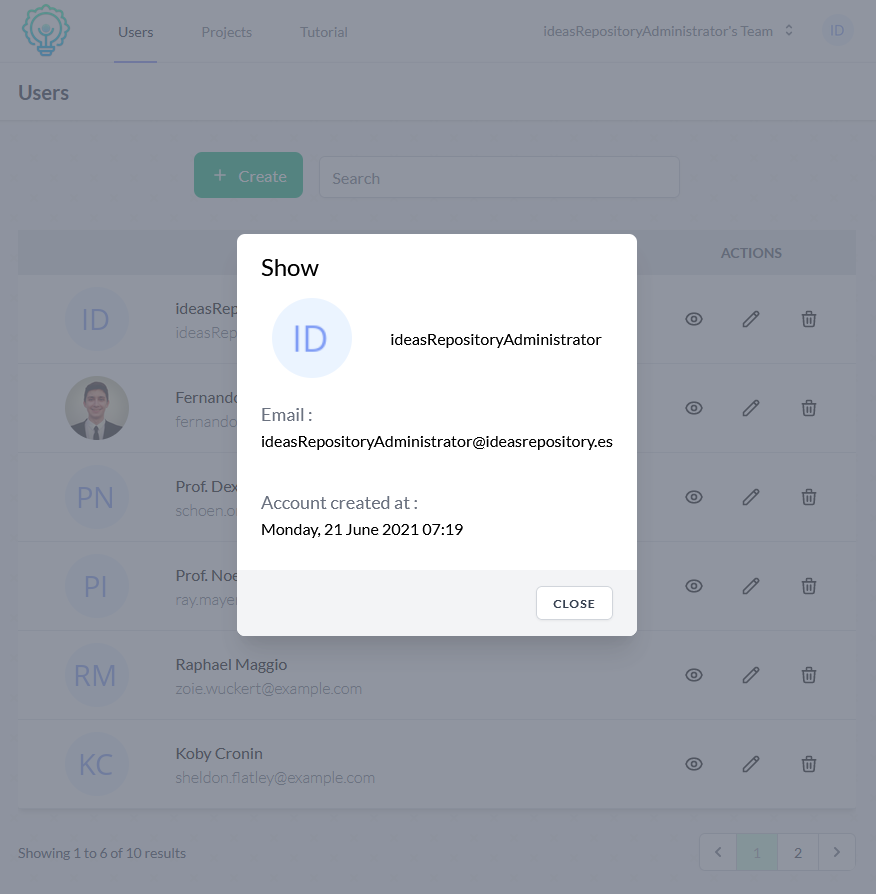 Users Projects Tutorial ideasRepositoryAdministrator's Team ID
Users
+ Create Search
ACTIONS
Show
ID ideasRepositoryAdministrator
Email :
ideasRepositoryAdministrator@ideasrepository.es
Account created at :
Monday, 21 June 2021 07:19
CLOSE
ID ideasRep
ideasRep
Fernando
fernando
PN Prof. Dex
schoen.o
PI Prof. Noe
ray.mayer
RM Raphael Maggio
zoie.wuckert@example.com
KC Koby Cronin
sheldon.flatley@example.com
Showing 1 to 6 of 10 results 1 2